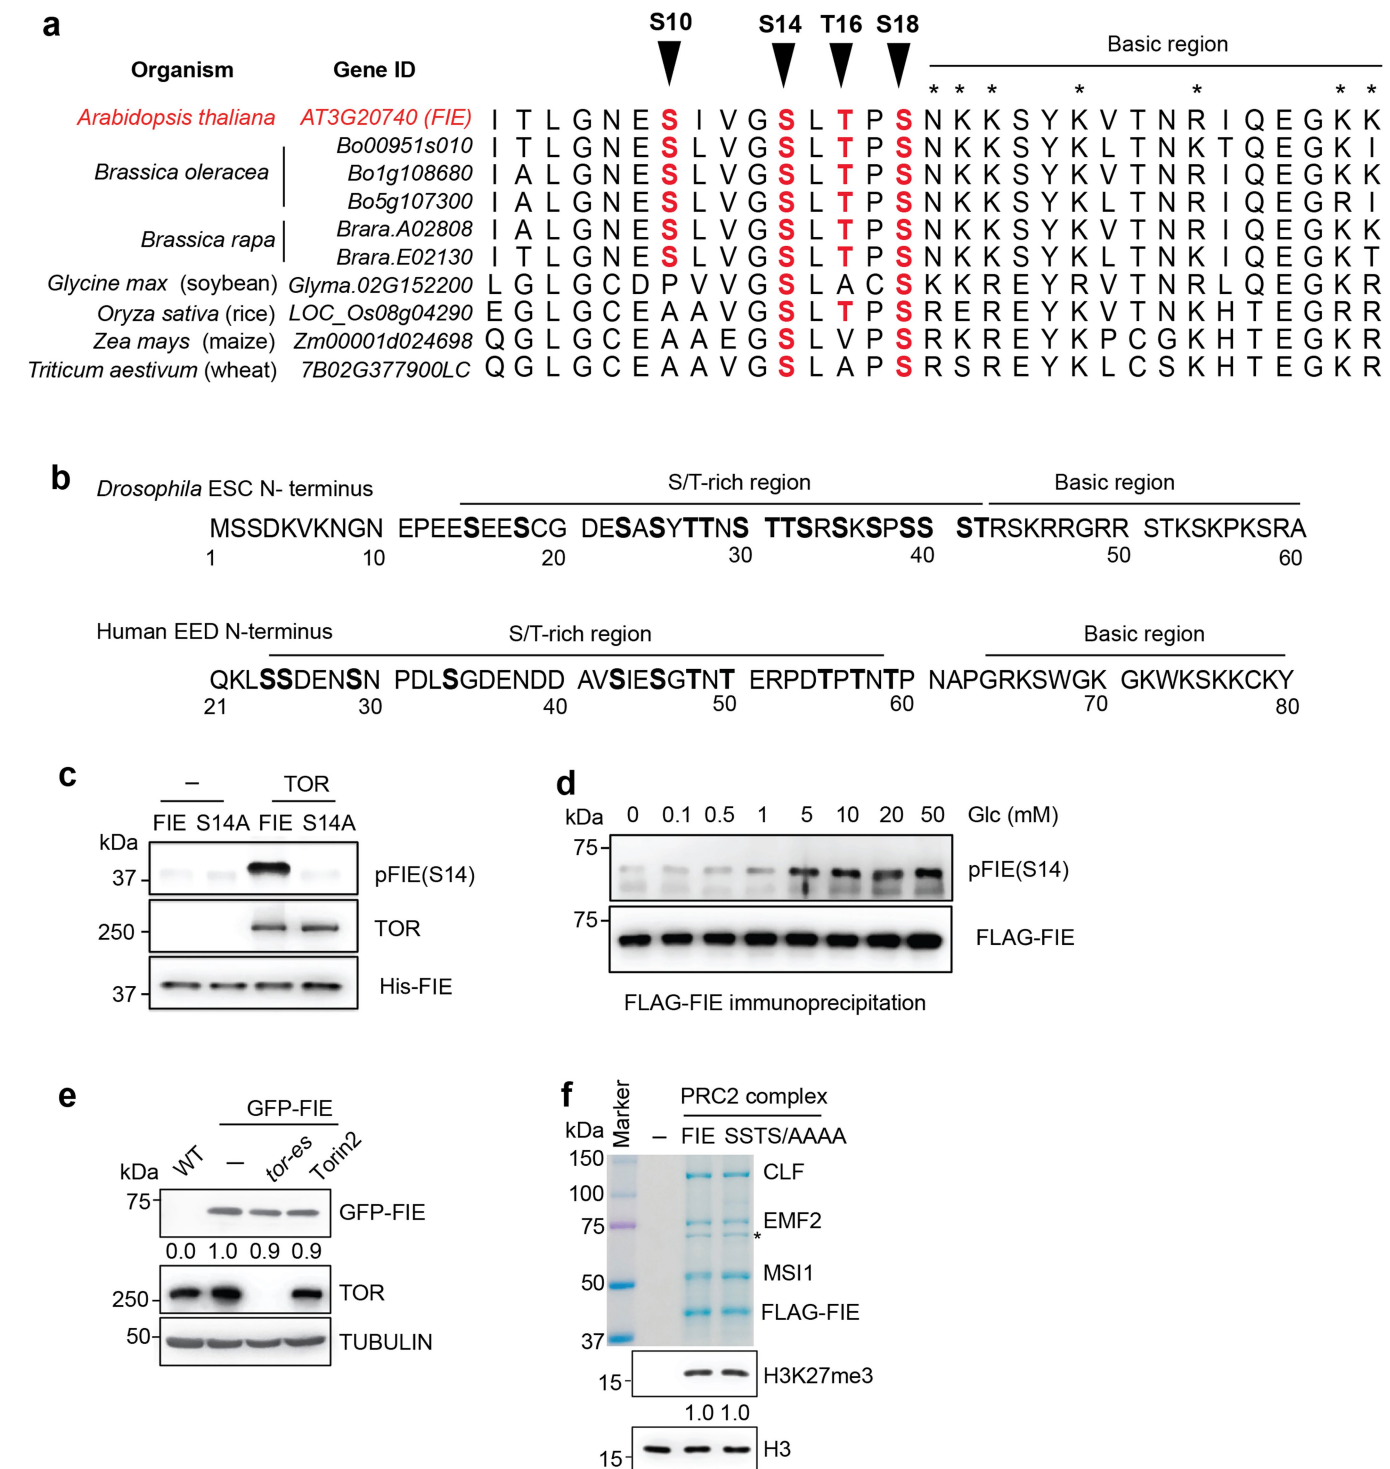 a
S10 S14 T16 S18
Basic region
Organism Gene ID
* * * * * * *
Arabidopsis thaliana AT3G20740 (FIE) I T L G N E S I V G S L T P S N K K S Y K V T N R I Q E G K K
Bo00951s010 I T L G N E S L V G S L T P S N K K S Y K L T N K T Q E G K I
Brassica oleracea Bo1g108680 I A L G N E S L V G S L T P S N K K S Y K V T N R I Q E G K K
Bo5g107300 I A L G N E S L V G S L T P S N K K S Y K L T N R I Q E G R I
Brara.A02808 I A L G N E S L V G S L T P S N K K S Y K V T N R I Q E G K K
Brassica rapa
Brara.E02130 I T L G N E S L V G S L T P S N K K S Y K L T N K I Q E G K T
Glycine max (soybean) Glyma.02G152200 L G L G C D P V V G S L A C S K K R E Y R V T N R L Q E G K R
Oryza sativa (rice) LOC_Os08g04290 E G L G C E A A V G S L T P S R E R E Y K V T N K H T E G R R
Zea mays (maize) Zm00001d024698 Q G L G C E A A E G S L V P S R K R E Y K P C G K H T E G K R
Triticum aestivum (wheat) 7B02G377900LC Q G L G C E A A V G S L A P S R S R E Y K L C S K H T E G K R
b
Drosophila ESC N- terminus
S/T-rich region Basic region
MSSDKVKNGN EPEESEESCG DESASYTTNS TTSRSKSPSS STRSKRRGRR STKSKPKSRA
1 10 20 30 40 50 60
Human EED N-terminus
S/T-rich region Basic region
QKLSSDENSN PDLSGDENDD AVSIESGTNT ERPDTPTNTP NAPGRKSWGK GKWKSKKCKY
21 30 40 50 60 70 80
c
– TOR
FIE S14A FIE S14A
kDa
37 pFIE(S14)
250 TOR
37 His-FIE
d
kDa 0 0.1 0.5 1 5 10 20 50 Glc (mM)
75 pFIE(S14)
75 FLAG-FIE
FLAG-FIE immunoprecipitation
e
GFP-FIE
kDa WT – tor-es Torin2
75 GFP-FIE
0.0 1.0 0.9 0.9
250 TOR
50 TUBULIN
f
PRC2 complex
kDa Marker – FIE SSTS/AAAA
150 CLF
100
75 EMF2
*
50 MSI1
FLAG-FIE
37
15 H3K27me3
1.0 1.0
15 H3